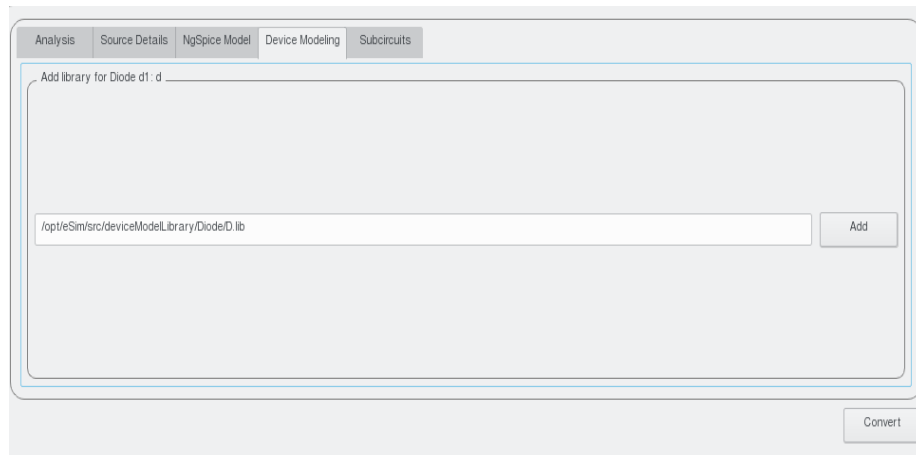 Analysis Source Details NgSpice Model Device Modeling Subcircuits
Add library for Diode d1: d
/opt/eSim/src/deviceModelLibrary/Diode/D.lib Add
Convert